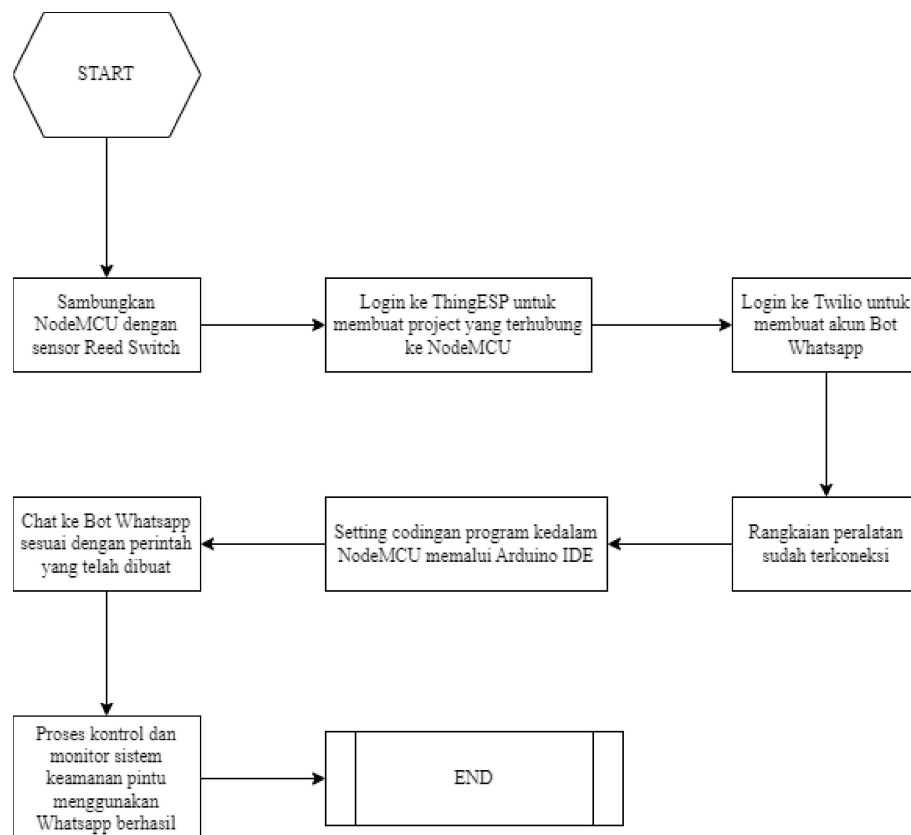 START
Sambungkan
NodeMCU dengan
sensor Reed Switch
Login ke ThingESP untuk
membuat project yang terhubung
ke NodeMCU
Login ke Twilio untuk
membuat akun Bot
Whatsapp
Rangkaian peralatan
sudah terkoneksi
Setting codingan program kedalam
NodeMCU memalui Arduino IDE
Chat ke Bot Whatsapp
sesuai dengan perintah
yang telah dibuat
Proses kontrol dan
monitor sistem
keamanan pintu
menggunakan
Whatsapp berhasil
END